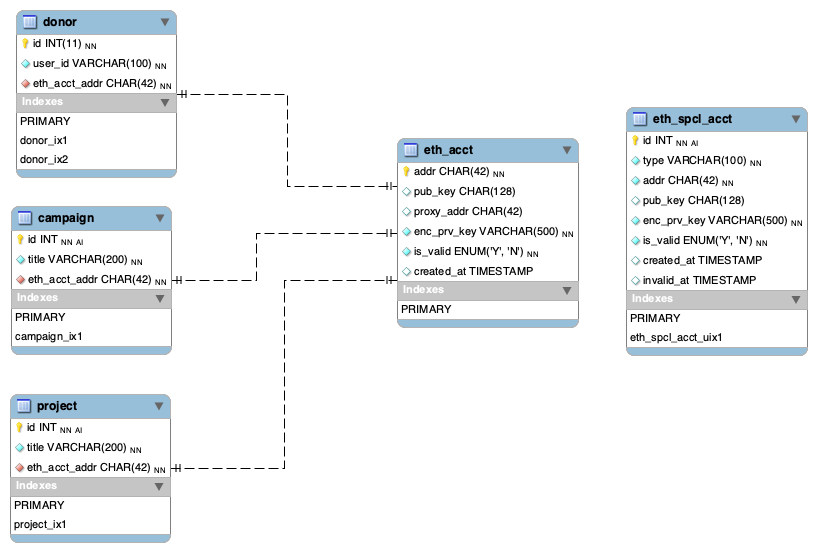 donor
id INT(11) NN
user_id VARCHAR(100) NN
eth_acct_addr CHAR(42) NN
Indexes
PRIMARY
donor_ix1
donor_ix2
campaign
id INT NN AI
title VARCHAR(200) NN
eth_acct_addr CHAR(42) NN
Indexes
PRIMARY
campaign_ix1
project
id INT NN AI
title VARCHAR(200) NN
eth_acct_addr CHAR(42) NN
Indexes
PRIMARY
project_ix1
eth_acct
addr CHAR(42) NN
pub_key CHAR(128)
proxy_addr CHAR(42)
enc_prv_key VARCHAR(500) NN
is_valid ENUM('Y', 'N') NN
created_at TIMESTAMP
Indexes
PRIMARY
eth_spcl_acct
id INT NN AI
type VARCHAR(100) NN
addr CHAR(42) NN
pub_key CHAR(128)
enc_prv_key VARCHAR(500) NN
is_valid ENUM('Y', 'N') NN
created_at TIMESTAMP
invalid_at TIMESTAMP
Indexes
PRIMARY
eth_spcl_acct_uix1